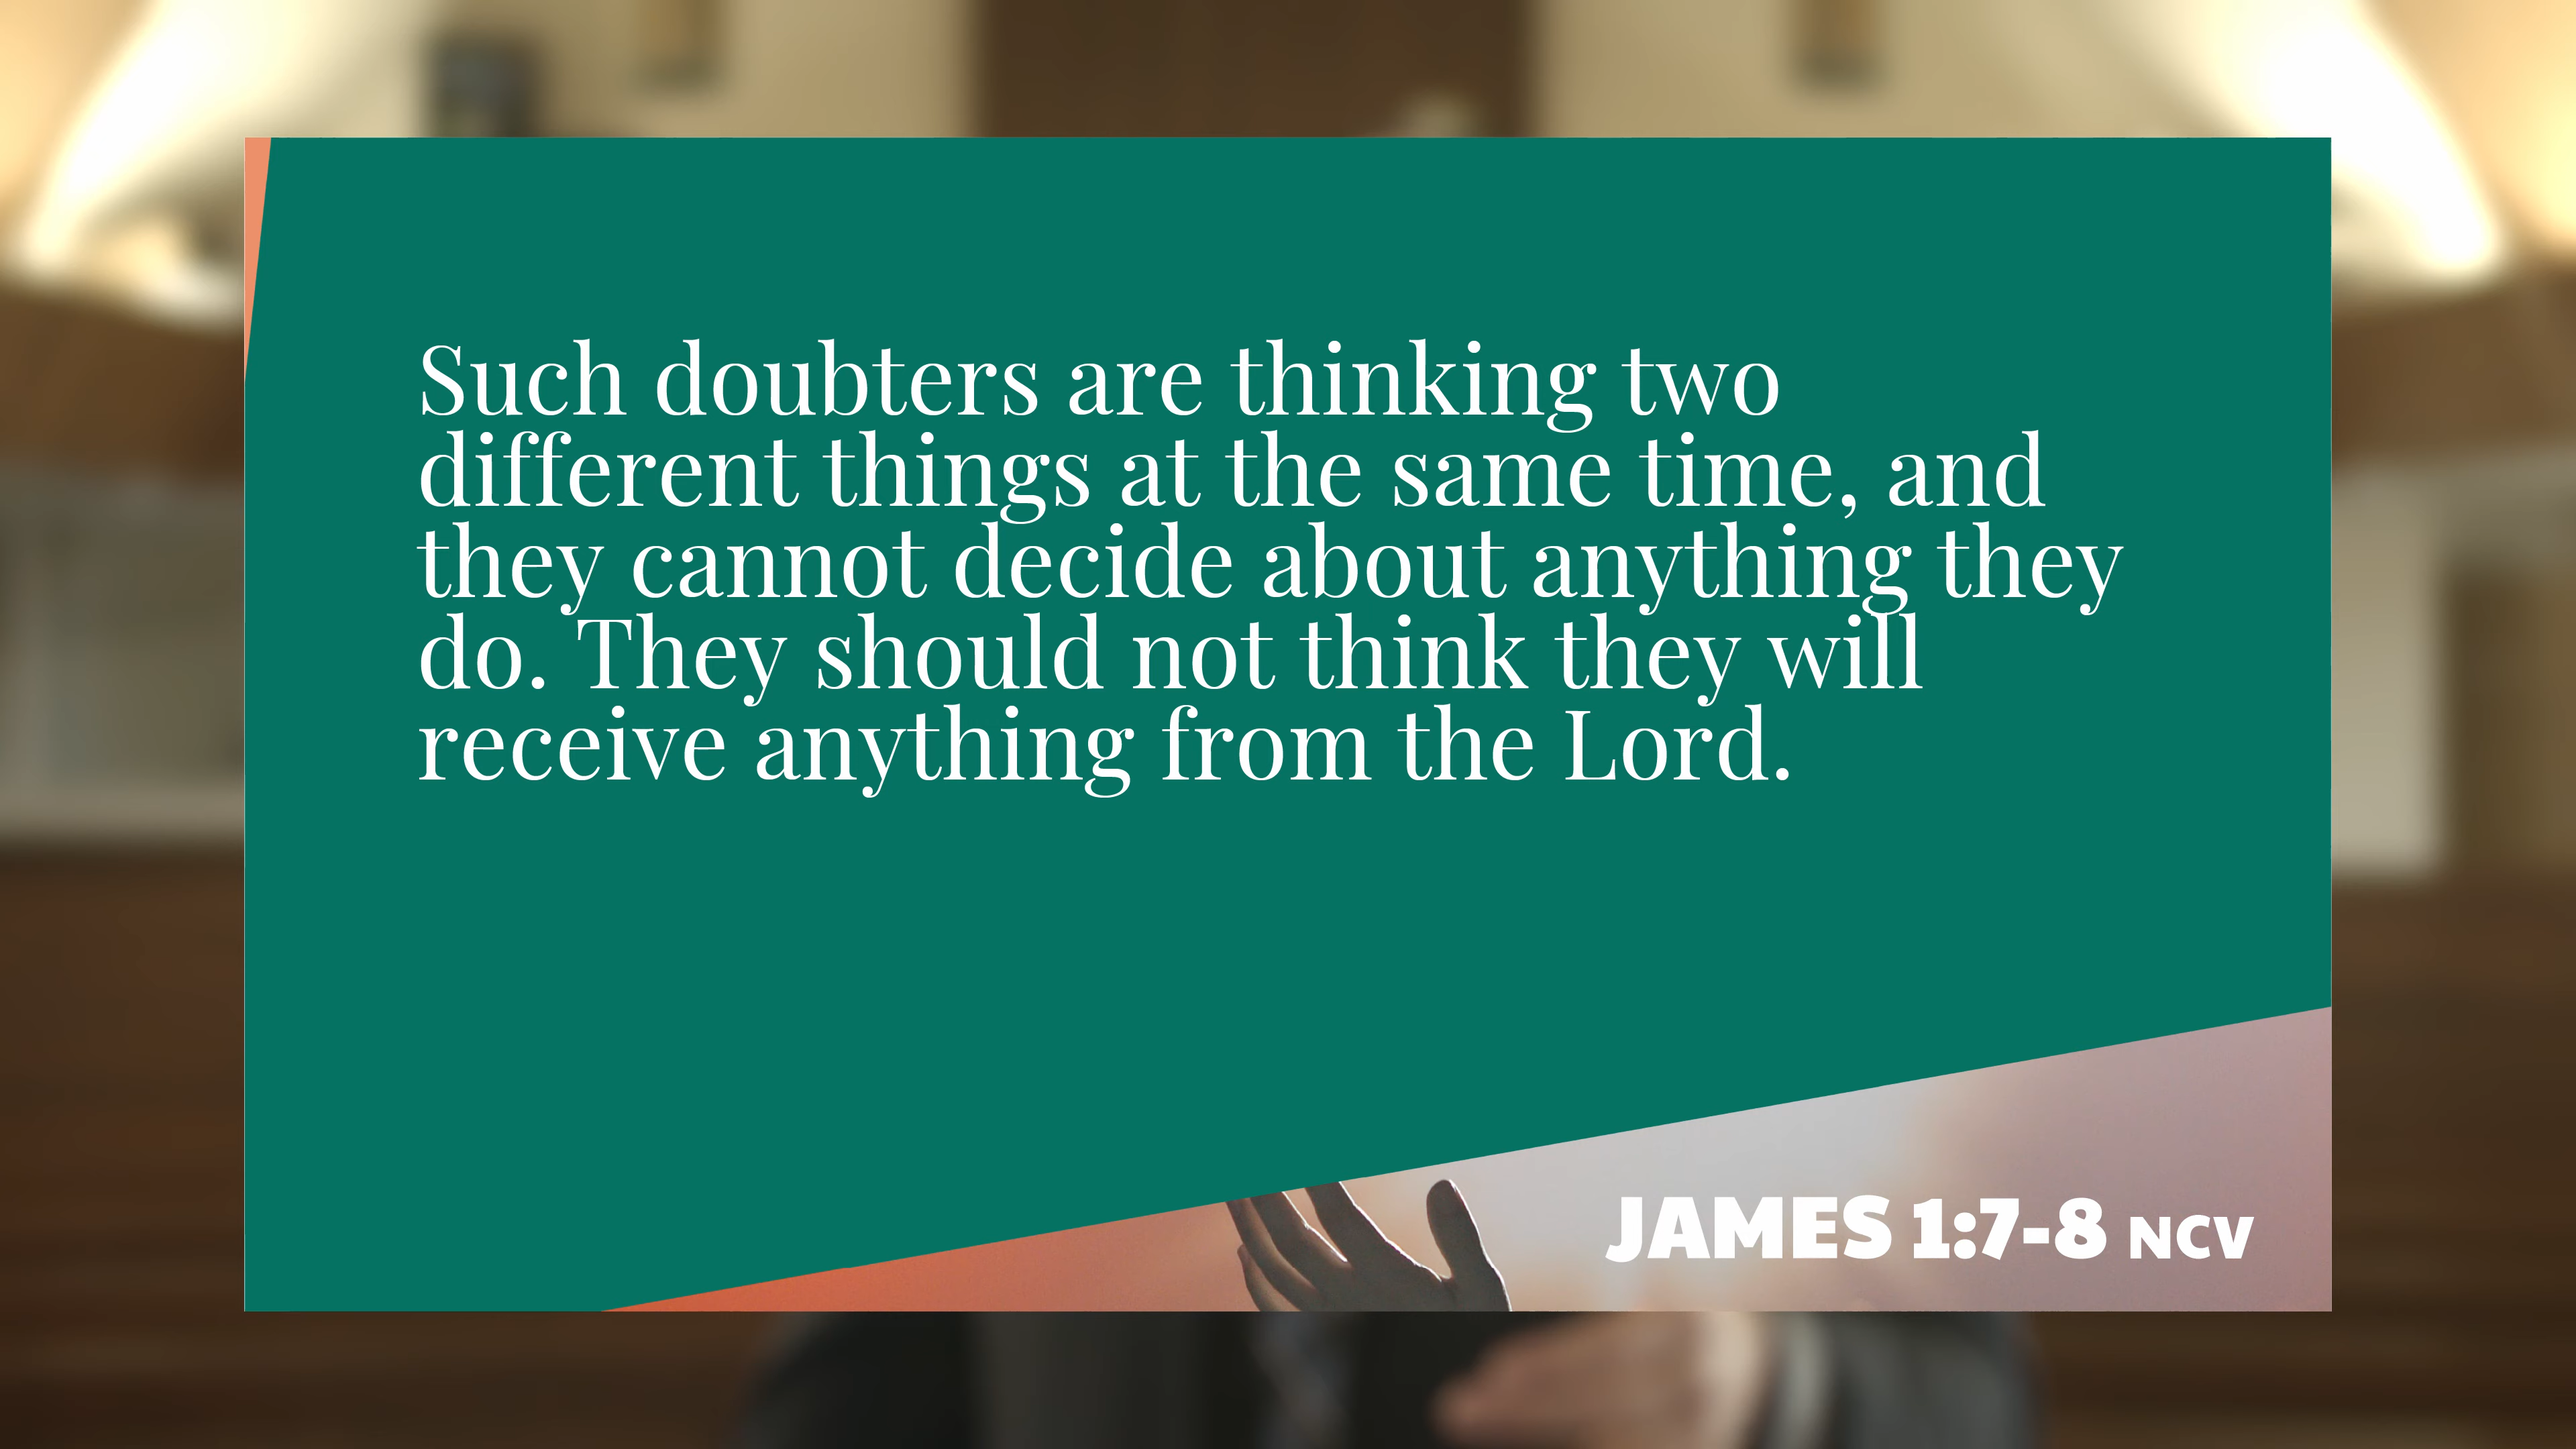 Such doubters are thinking two
different things at the same time, and
they cannot decide about anything they
do. They should not think they will
receive anything from the Lord.
JAMES 1:7-8 NCV